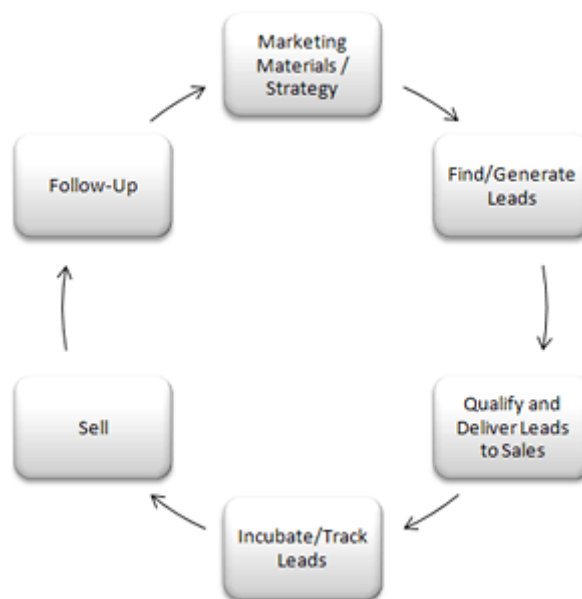 Marketing
Materials /
Strategy
Find/Generate
Leads
Qualify and
Deliver Leads
to Sales
Incubate/Track
Leads
Sell
Follow-Up